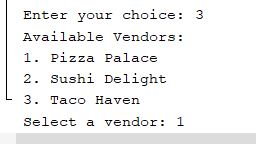 Enter your choice: 3
Available Vendors:
1. Pizza Palace
2. Sushi Delight
3. Taco Haven
Select a vendor: 1